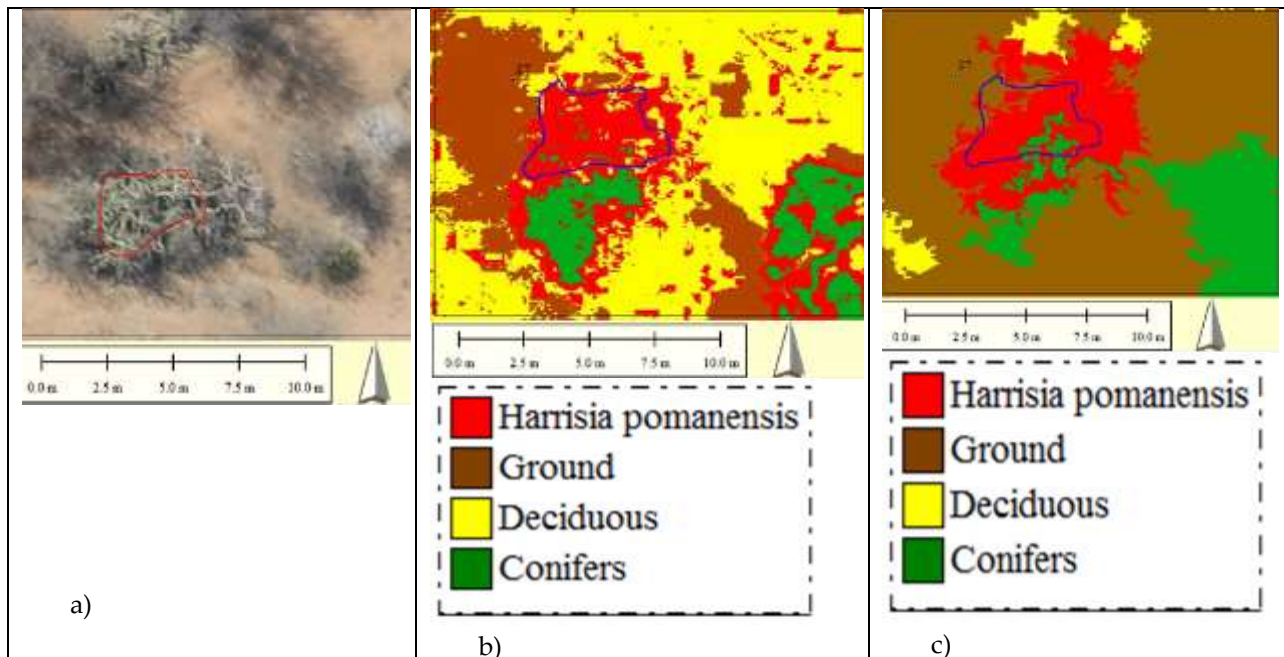 0.0 m 2.5 m 5.0 m 7.5 m 10.0 m
a)
0.0 m 2.5 m 5.0 m 7.5 m 10.0 m
Harrisia pomanensis
Ground
Deciduous
Conifers
b)
0.0 m 2.5 m 5.0 m 7.5 m 10.0 m
Harrisia pomanensis
Ground
Deciduous
Conifers
c)